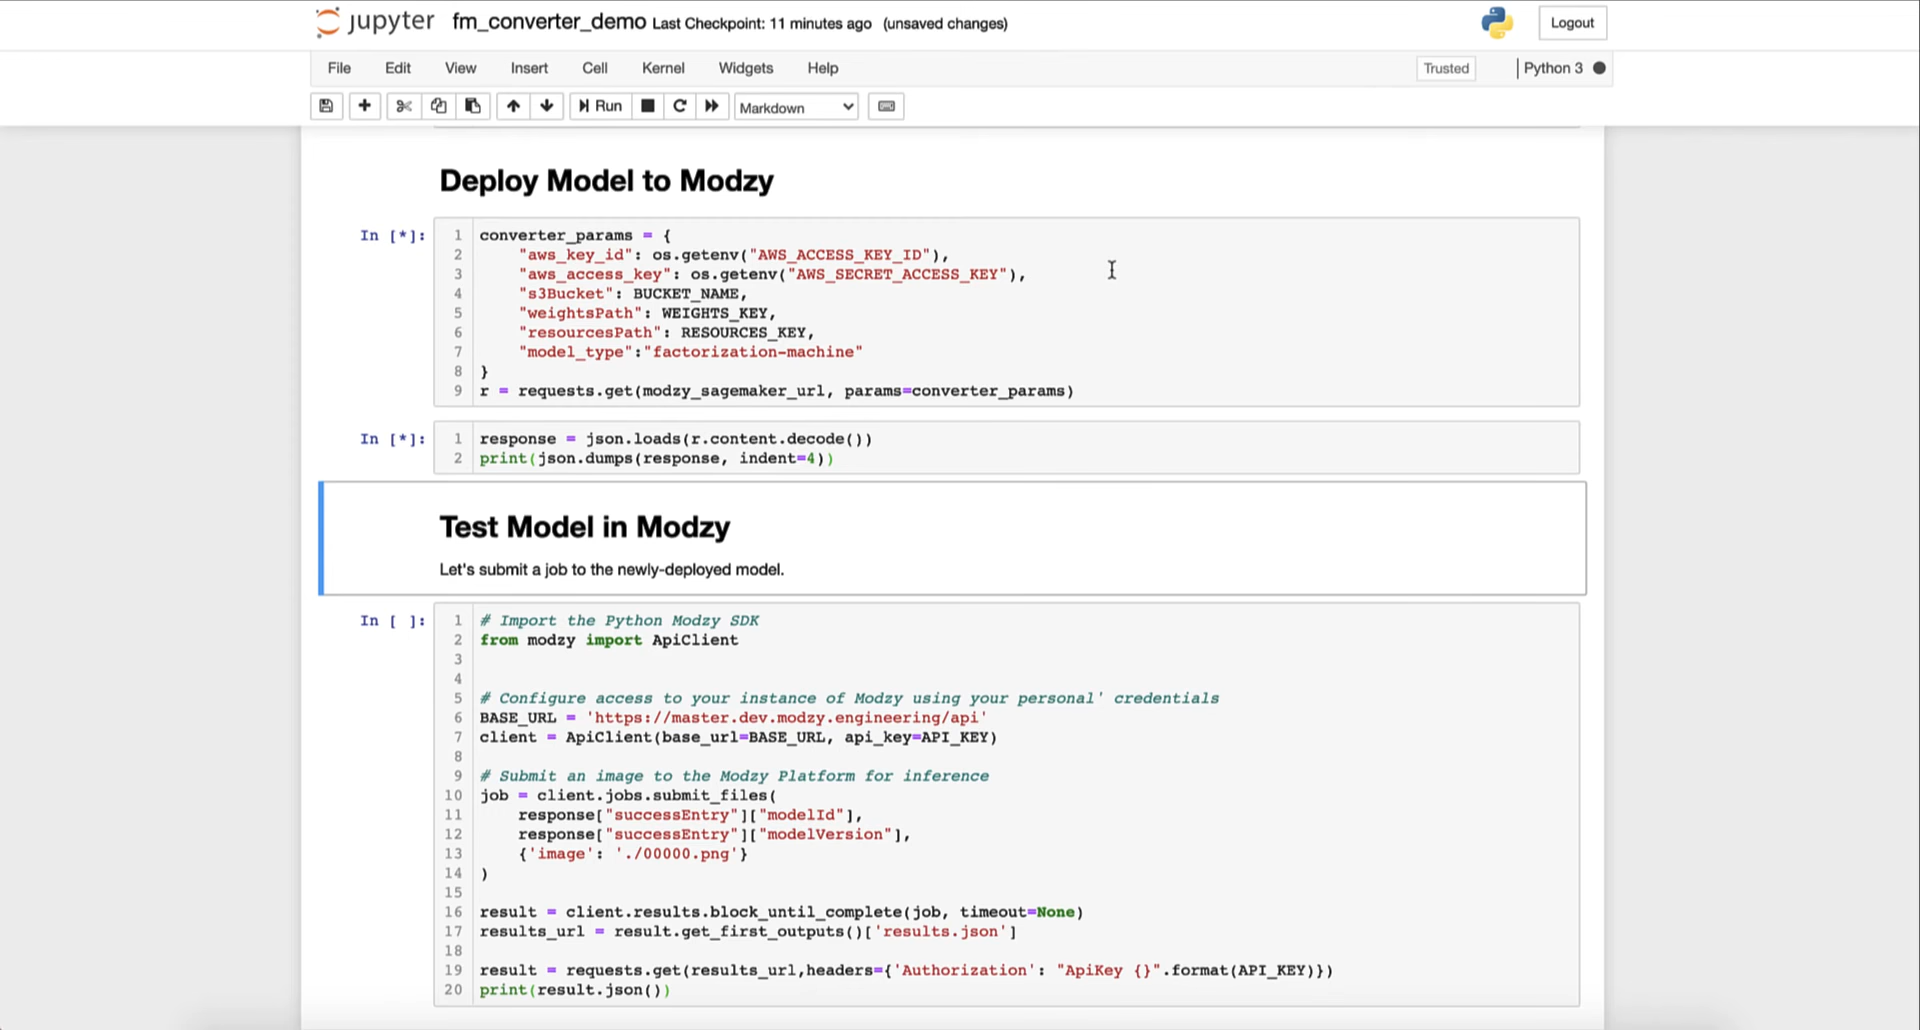 jupyter fm_converter_demo Last Checkpoint: 11 minutes ago (unsaved changes) Logout
File Edit View Insert Cell Kernel Widgets Help Trusted Python 3
Run Markdown
Deploy Model to Modzy
In [*]:
1 converter_params = {
2     "aws_key_id": os.getenv("AWS_ACCESS_KEY_ID"),
3     "aws_access_key": os.getenv("AWS_SECRET_ACCESS_KEY"),
4     "s3Bucket": BUCKET_NAME,
5     "weightsPath": WEIGHTS_KEY,
6     "resourcesPath": RESOURCES_KEY,
7     "model_type":"factorization-machine"
8 }
9 r = requests.get(modzy_sagemaker_url, params=converter_params)
In [*]:
1 response = json.loads(r.content.decode())
2 print(json.dumps(response, indent=4))
Test Model in Modzy
Let's submit a job to the newly-deployed model.
In [ ]:
1 # Import the Python Modzy SDK
2 from modzy import ApiClient
3
4
5 # Configure access to your instance of Modzy using your personal' credentials
6 BASE_URL = 'https://master.dev.modzy.engineering/api'
7 client = ApiClient(base_url=BASE_URL, api_key=API_KEY)
8
9 # Submit an image to the Modzy Platform for inference
10 job = client.jobs.submit_files(
11     response["successEntry"]["modelId"],
12     response["successEntry"]["modelVersion"],
13     {'image': './00000.png'}
14 )
15
16 result = client.results.block_until_complete(job, timeout=None)
17 results_url = result.get_first_outputs()['results.json']
18
19 result = requests.get(results_url,headers={'Authorization': "ApiKey {}".format(API_KEY)})
20 print(result.json())